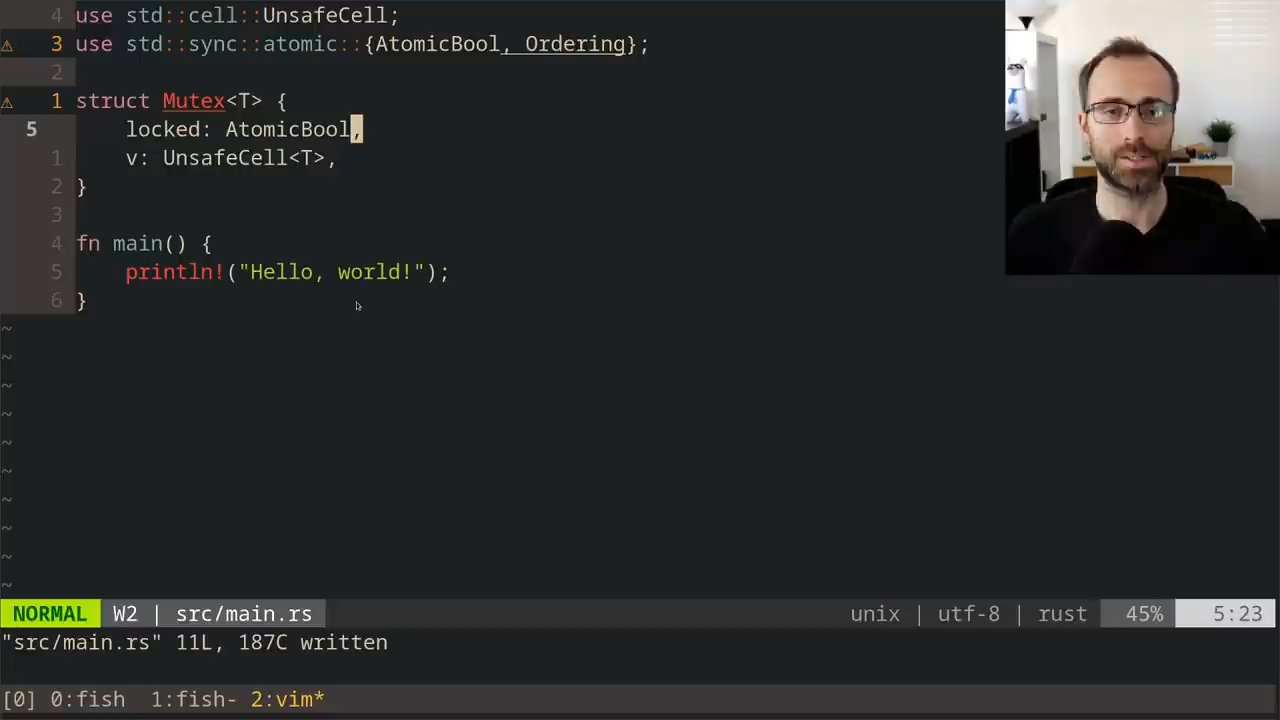 4 use std::cell::UnsafeCell;
⚠ 3 use std::sync::atomic::{AtomicBool, Ordering};
2
⚠ 1 struct Mutex<T> {
5 locked: AtomicBool,
1 v: UnsafeCell<T>,
2 }
3
4 fn main() {
5 println!("Hello, world!");
6 }
~
~
~
~
~
~
~
~
~
~
NORMAL W2 | src/main.rs unix | utf-8 | rust 45% 5:23
"src/main.rs" 11L, 187C written
[0] 0:fish 1:fish- 2:vim*